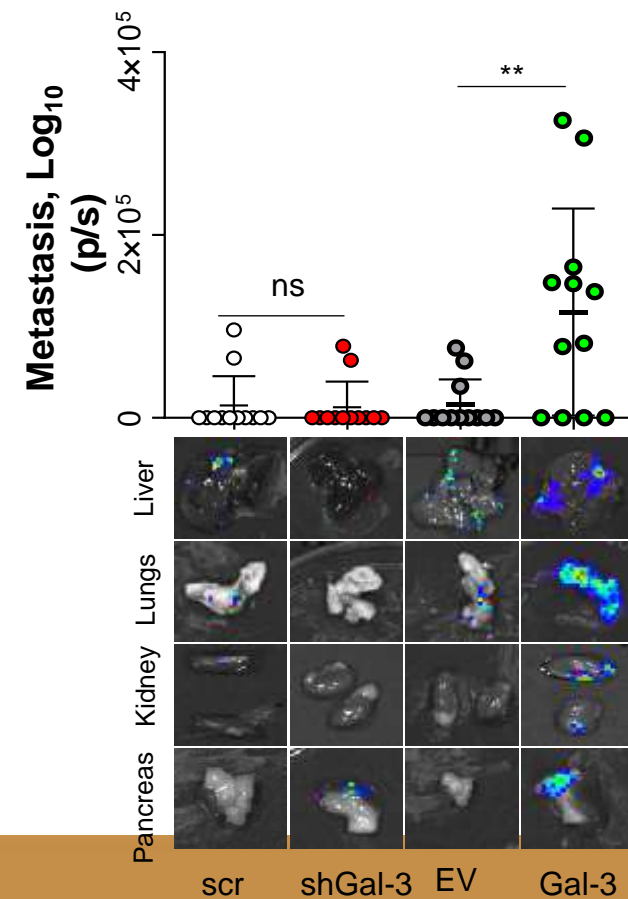 Metastasis, Log₁₀
(p/s)
4×10⁵
2×10⁵
0
ns
**
Liver
Lungs
Kidney
Pancreas
scr shGal-3 EV Gal-3